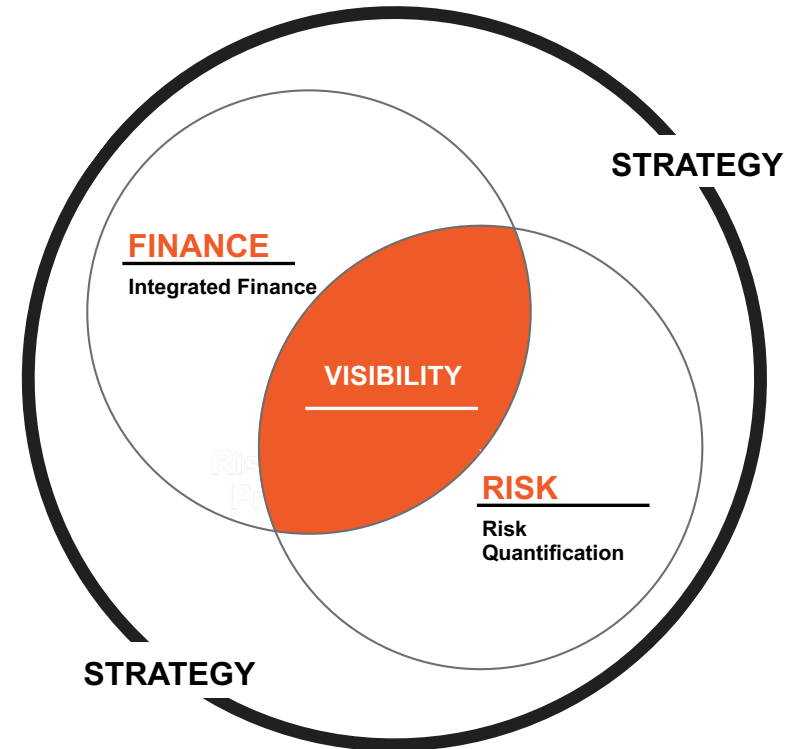 STRATEGY
FINANCE
Integrated Finance
VISIBILITY
RISK
Risk
Quantification
STRATEGY